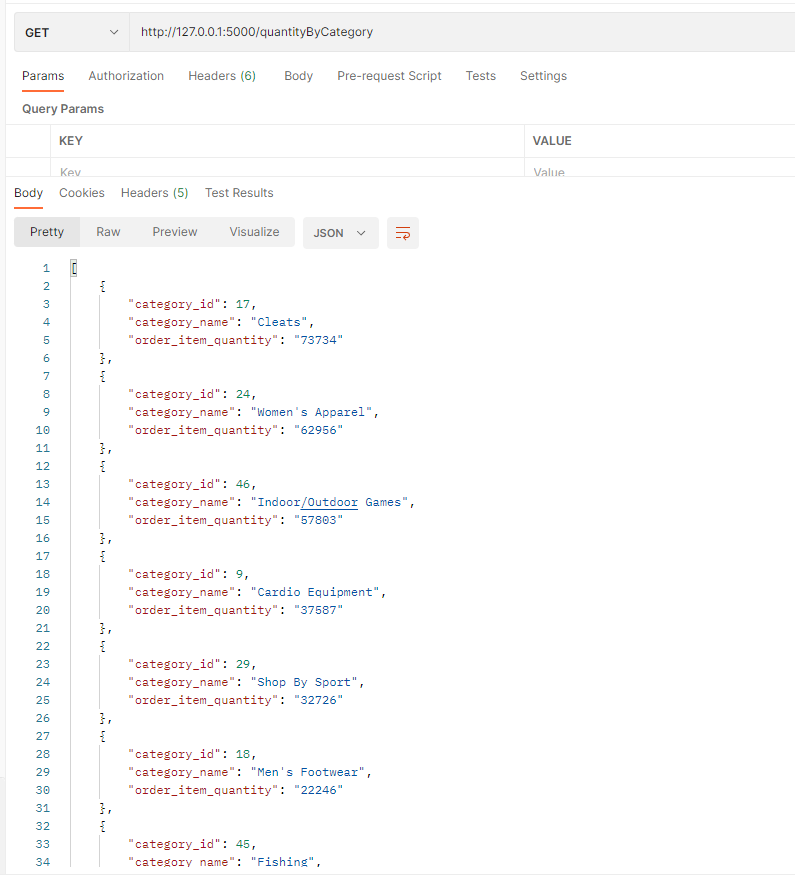 GET http://127.0.0.1:5000/quantityByCategory
Params Authorization Headers (6) Body Pre-request Script Tests Settings
Query Params
KEY VALUE
Key Value
Body Cookies Headers (5) Test Results
Pretty Raw Preview Visualize JSON
1 [
2 {
3 "category_id": 17,
4 "category_name": "Cleats",
5 "order_item_quantity": "73734"
6 },
7 {
8 "category_id": 24,
9 "category_name": "Women's Apparel",
10 "order_item_quantity": "62956"
11 },
12 {
13 "category_id": 46,
14 "category_name": "Indoor/Outdoor Games",
15 "order_item_quantity": "57803"
16 },
17 {
18 "category_id": 9,
19 "category_name": "Cardio Equipment",
20 "order_item_quantity": "37587"
21 },
22 {
23 "category_id": 29,
24 "category_name": "Shop By Sport",
25 "order_item_quantity": "32726"
26 },
27 {
28 "category_id": 18,
29 "category_name": "Men's Footwear",
30 "order_item_quantity": "22246"
31 },
32 {
33 "category_id": 45,
34 "category_name": "Fishing",